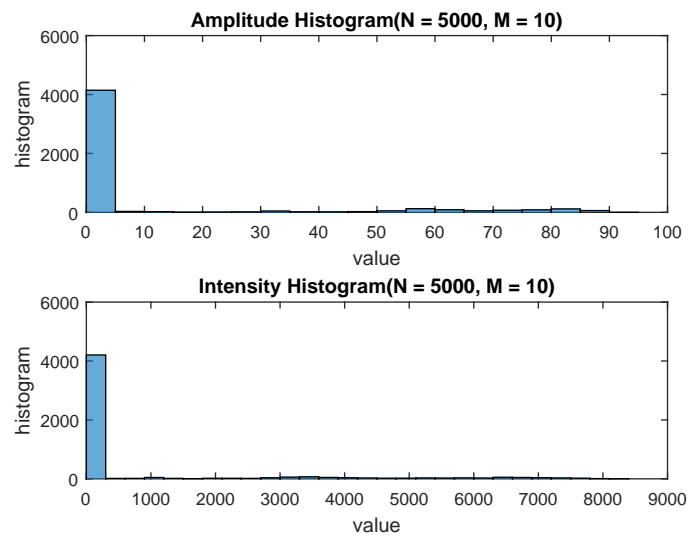 Amplitude Histogram(N = 5000, M = 10)
6000
4000
2000
0
histogram
0 10 20 30 40 50 60 70 80 90 100
value
Intensity Histogram(N = 5000, M = 10)
6000
4000
2000
0
histogram
0 1000 2000 3000 4000 5000 6000 7000 8000 9000
value